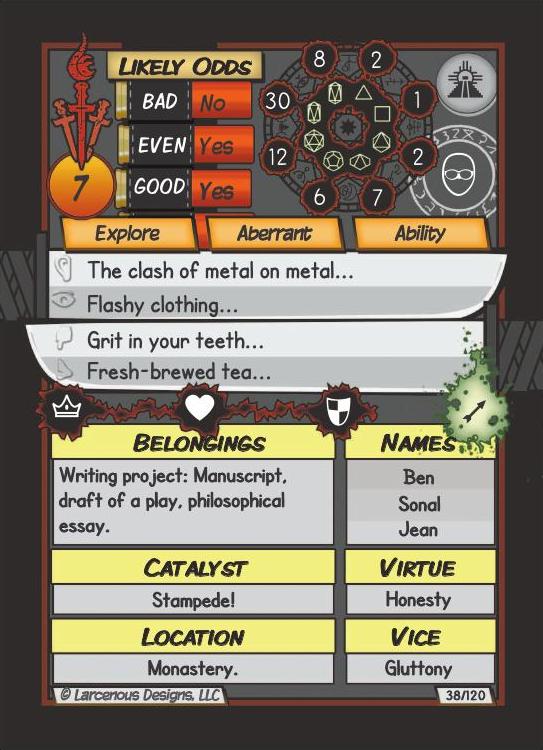 LIKELY ODDS
BAD No
EVEN Yes
GOOD Yes
7
8
2
30
1
12
2
6
7
Explore Aberrant Ability
The clash of metal on metal...
Flashy clothing...
Grit in your teeth...
Fresh-brewed tea...
BELONGINGS
Writing project: Manuscript,
draft of a play, philosophical
essay.
NAMES
Ben
Sonal
Jean
CATALYST
Stampede!
VIRTUE
Honesty
LOCATION
Monastery.
VICE
Gluttony
© Larcenous Designs, LLC
38/120